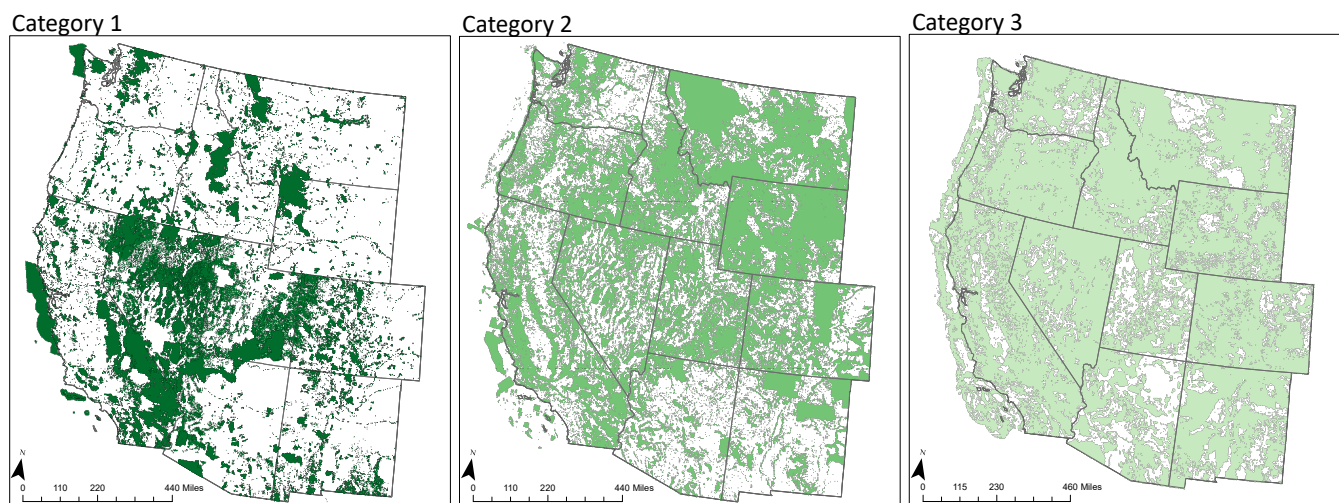 Category 1
Category 2
Category 3
N
0 110 220 440 Miles
N
0 110 220 440 Miles
N
0 115 230 460 Miles